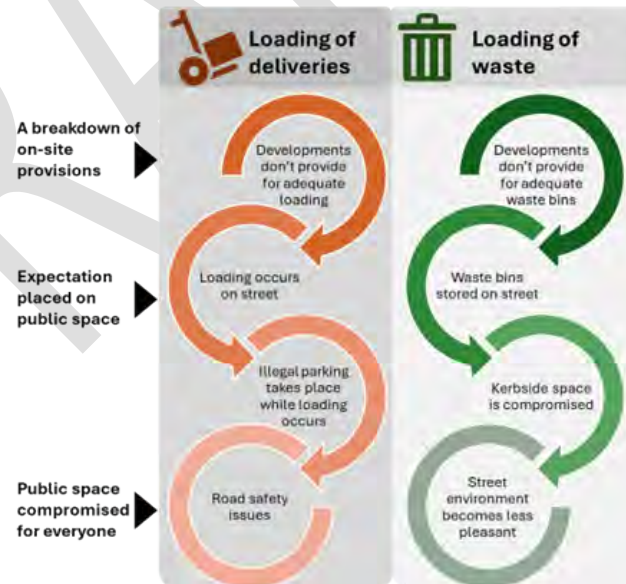 Loading of
deliveries
Loading of
waste
A breakdown of
on-site
provisions
Developments
don't provide
for adequate
loading
Developments
don't provide
for adequate
waste bins
Expectation
placed on
public space
Loading occurs
on street
Waste bins
stored on street
Illegal parking
takes place
while loading
occurs
Kerbside space
is compromised
Public space
compromised
for everyone
Road safety
issues
Street
environment
becomes less
pleasant